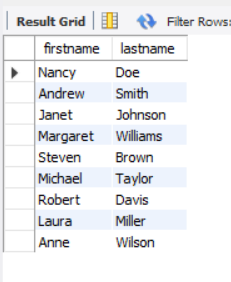 Result Grid Filter Rows:
firstname lastname
Nancy Doe
Andrew Smith
Janet Johnson
Margaret Williams
Steven Brown
Michael Taylor
Robert Davis
Laura Miller
Anne Wilson